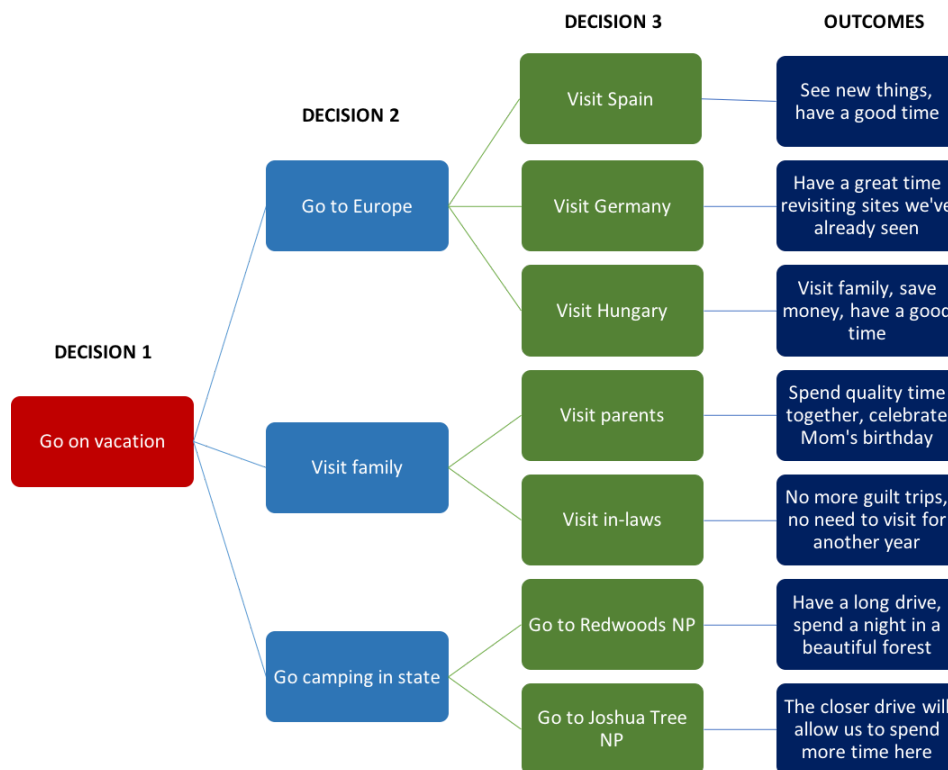 DECISION 3
OUTCOMES
DECISION 2
DECISION 1
Go on vacation
Go to Europe
Visit family
Go camping in state
Visit Spain
See new things,
have a good time
Visit Germany
Have a great time
revisiting sites we've
already seen
Visit Hungary
Visit family, save
money, have a good
time
Visit parents
Spend quality time
together, celebrate
Mom's birthday
Visit in-laws
No more guilt trips,
no need to visit for
another year
Go to Redwoods NP
Have a long drive,
spend a night in a
beautiful forest
Go to Joshua Tree
NP
The closer drive will
allow us to spend
more time here